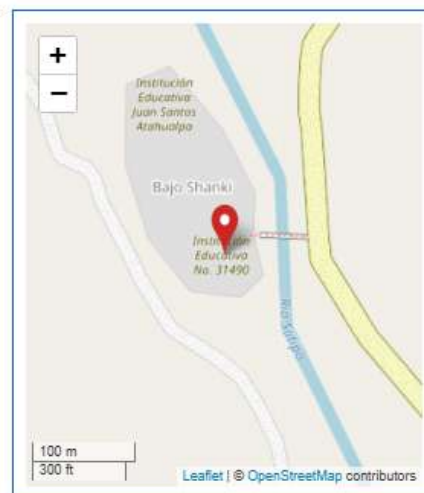 +
−
Institución
Educativa
Juan Santos
Atahualpa
Bajo Shanki
Institución
Educativa
No. 31490
Río Satipo
100 m
300 ft
Leaflet | © OpenStreetMap contributors